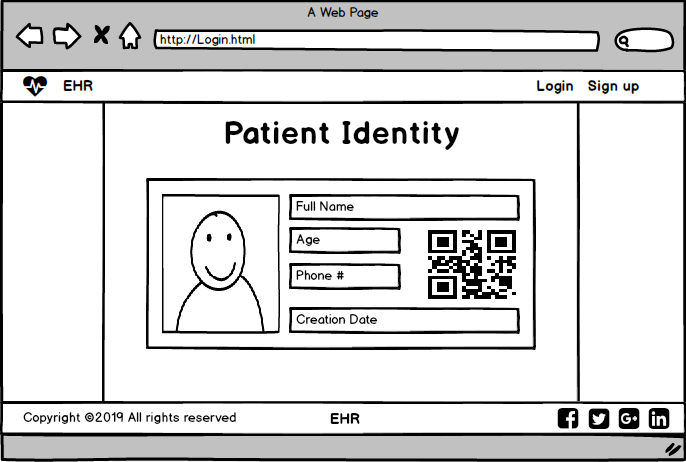 A Web Page
http://Login.html
EHR Login Sign up
Patient Identity
Full Name
Age
Phone #
Creation Date
Copyright ©2019 All rights reserved EHR